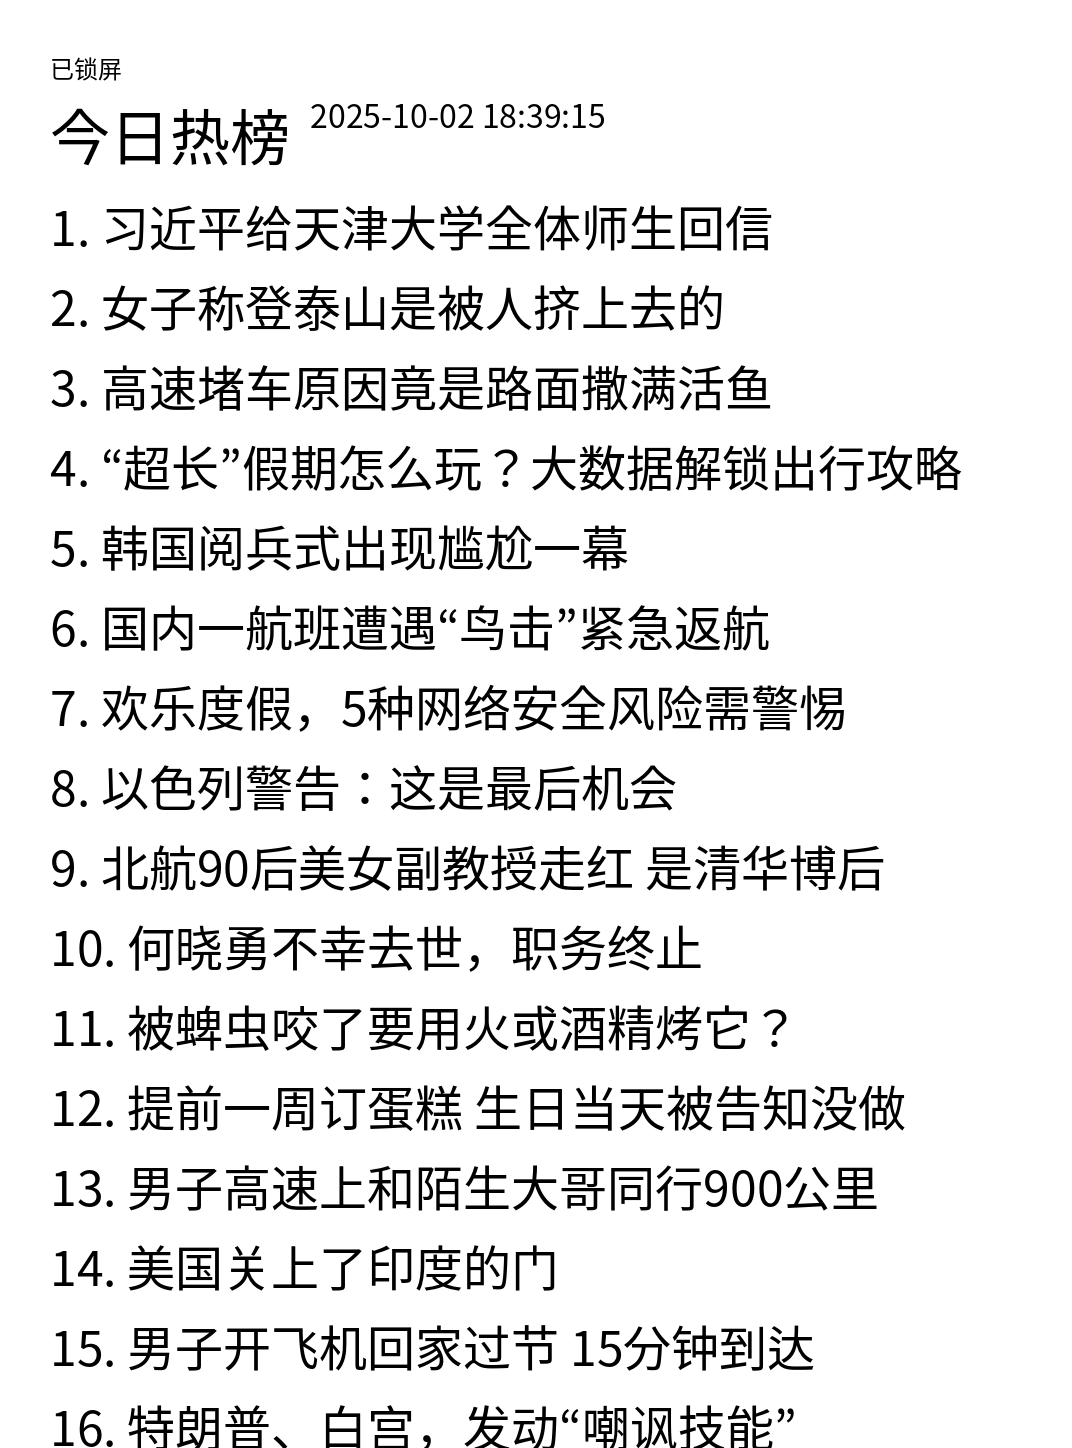 已锁屏
今日热榜 2025-10-02 18:39:15
1. 习近平给天津大学全体师生回信
2. 女子称登泰山是被人挤上去的
3. 高速堵车原因竟是路面撒满活鱼
4. “超长”假期怎么玩？大数据解锁出行攻略
5. 韩国阅兵式出现尴尬一幕
6. 国内一航班遭遇“鸟击”紧急返航
7. 欢乐度假，5种网络安全风险需警惕
8. 以色列警告：这是最后机会
9. 北航90后美女副教授走红 是清华博后
10. 何晓勇不幸去世，职务终止
11. 被蜱虫咬了要用火或酒精烤它？
12. 提前一周订蛋糕 生日当天被告知没做
13. 男子高速上和陌生大哥同行900公里
14. 美国关上了印度的门
15. 男子开飞机回家过节 15分钟到达
16. 特朗普、白宫，发动“嘲讽技能”